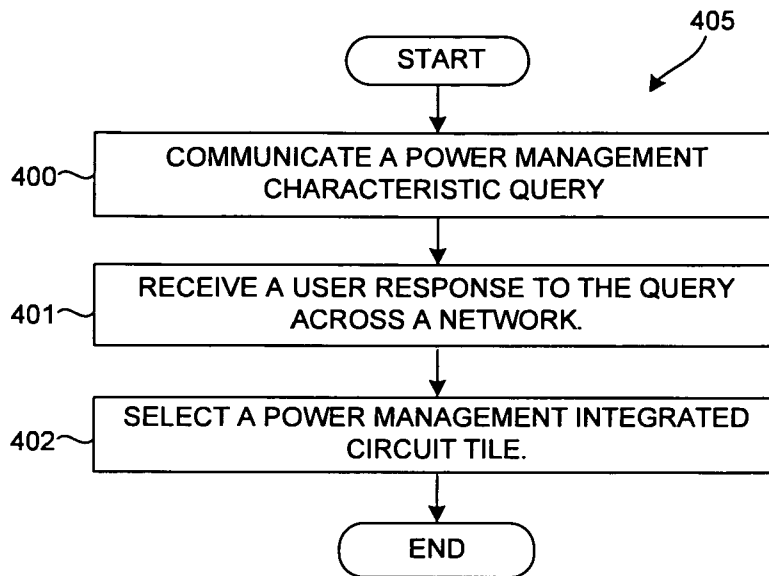 405
START
400
COMMUNICATE A POWER MANAGEMENT
CHARACTERISTIC QUERY
401
RECEIVE A USER RESPONSE TO THE QUERY
ACROSS A NETWORK.
402
SELECT A POWER MANAGEMENT INTEGRATED
CIRCUIT TILE.
END